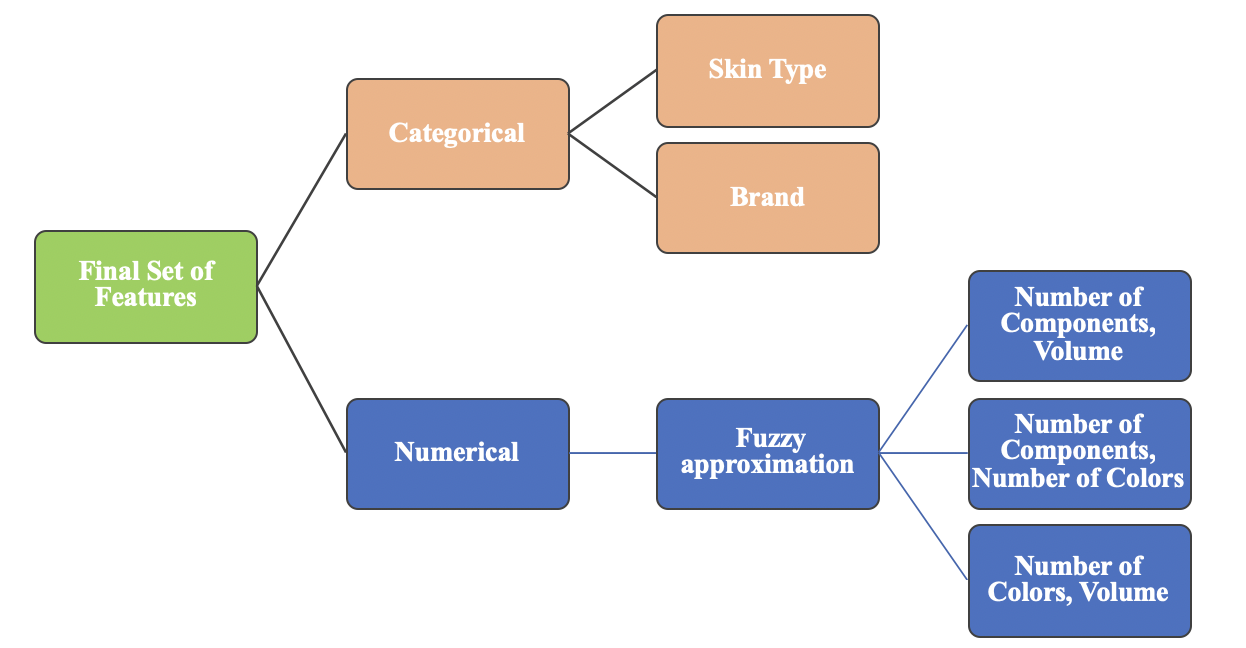 Skin Type
Categorical
Brand
Final Set of
Features
Number of
Components,
Volume
Numerical
Fuzzy
approximation
Number of
Components,
Number of Colors
Number of
Colors, Volume